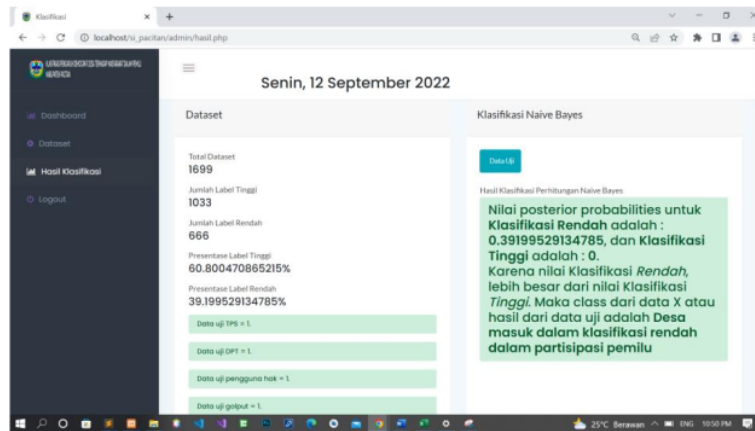 Klasifikasi
localhost/si_pacitan/admin/hasil.php
Senin, 12 September 2022
Dashboard
Dataset
Hasil Klasifikasi
Logout
Dataset
Total Dataset
1699
Jumlah Label Tinggi
1033
Jumlah Label Rendah
666
Presentase Label Tinggi
60.800470865215%
Presentase Label Rendah
39.199529134785%
Data uji TPS = 1.
Data uji DPT = 1.
Data uji pengguna hak = 1.
Data uji golput = 1.
Klasifikasi Naive Bayes
Data Uji
Hasil Klasifikasi Perhitungan Naive Bayes
Nilai posterior probabilities untuk
Klasifikasi Rendah adalah :
0.39199529134785, dan Klasifikasi
Tinggi adalah : 0.
Karena nilai Klasifikasi Rendah,
lebih besar dari nilai Klasifikasi
Tinggi. Maka class dari data X atau
hasil dari data uji adalah Desa
masuk dalam klasifikasi rendah
dalam partisipasi pemilu
25°C Berawan
ENG
10:50 PM